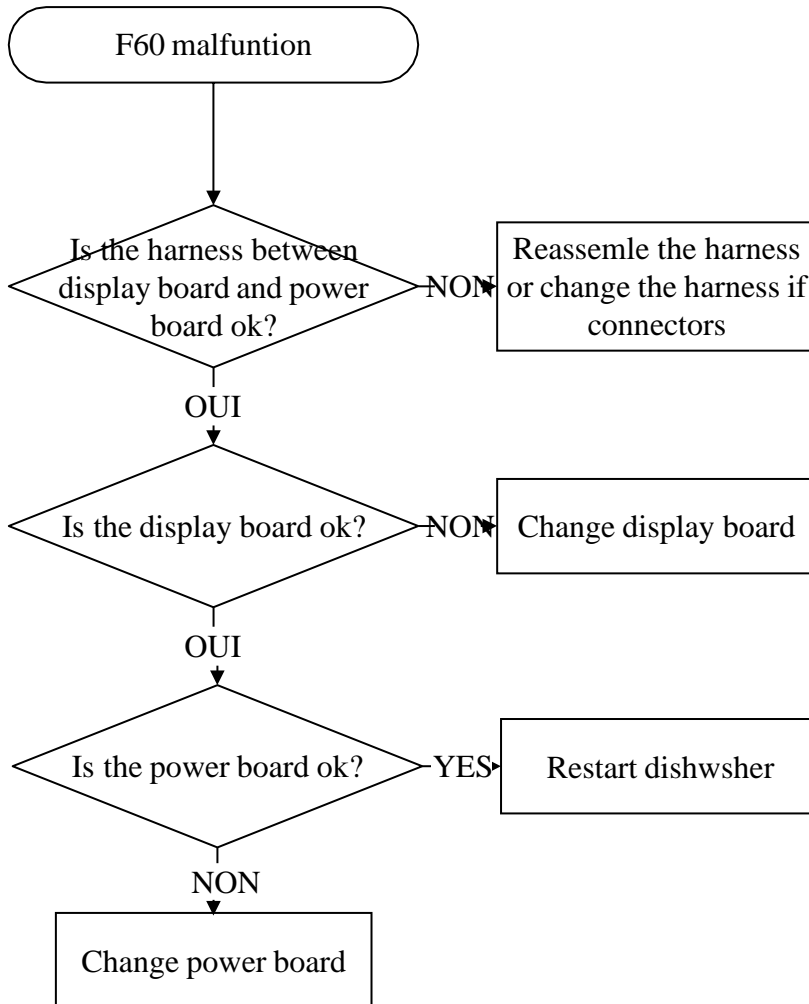 F60 malfuntion
Is the harness between
display board and power
board ok?
NON
Reassemle the harness
or change the harness if
connectors
OUI
Is the display board ok?
NON
Change display board
OUI
Is the power board ok?
YES
Restart dishwsher
NON
Change power board